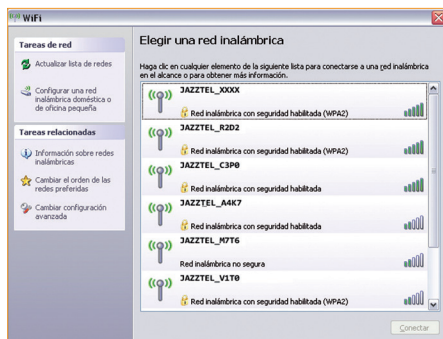 WiFi
Tareas de red
Actualizar lista de redes
Configurar una red
inalámbrica doméstica o
de oficina pequeña
Tareas relacionadas
Información sobre redes
inalámbricas
Cambiar el orden de las
redes preferidas
Cambiar configuración
avanzada
Elegir una red inalámbrica
Haga clic en cualquier elemento de la siguiente lista para conectarse a una red inalámbrica
en el alcance o para obtener más información.
JAZZTEL_XXXX
Red inalámbrica con seguridad habilitada (WPA2)
JAZZTEL_R2D2
Red inalámbrica con seguridad habilitada (WPA2)
JAZZTEL_C3P0
Red inalámbrica con seguridad habilitada
JAZZTEL_A4K7
Red inalámbrica con seguridad habilitada
JAZZTEL_M7T6
Red inalámbrica no segura
JAZZTEL_V1T0
Red inalámbrica con seguridad habilitada (WPA2)
Conectar